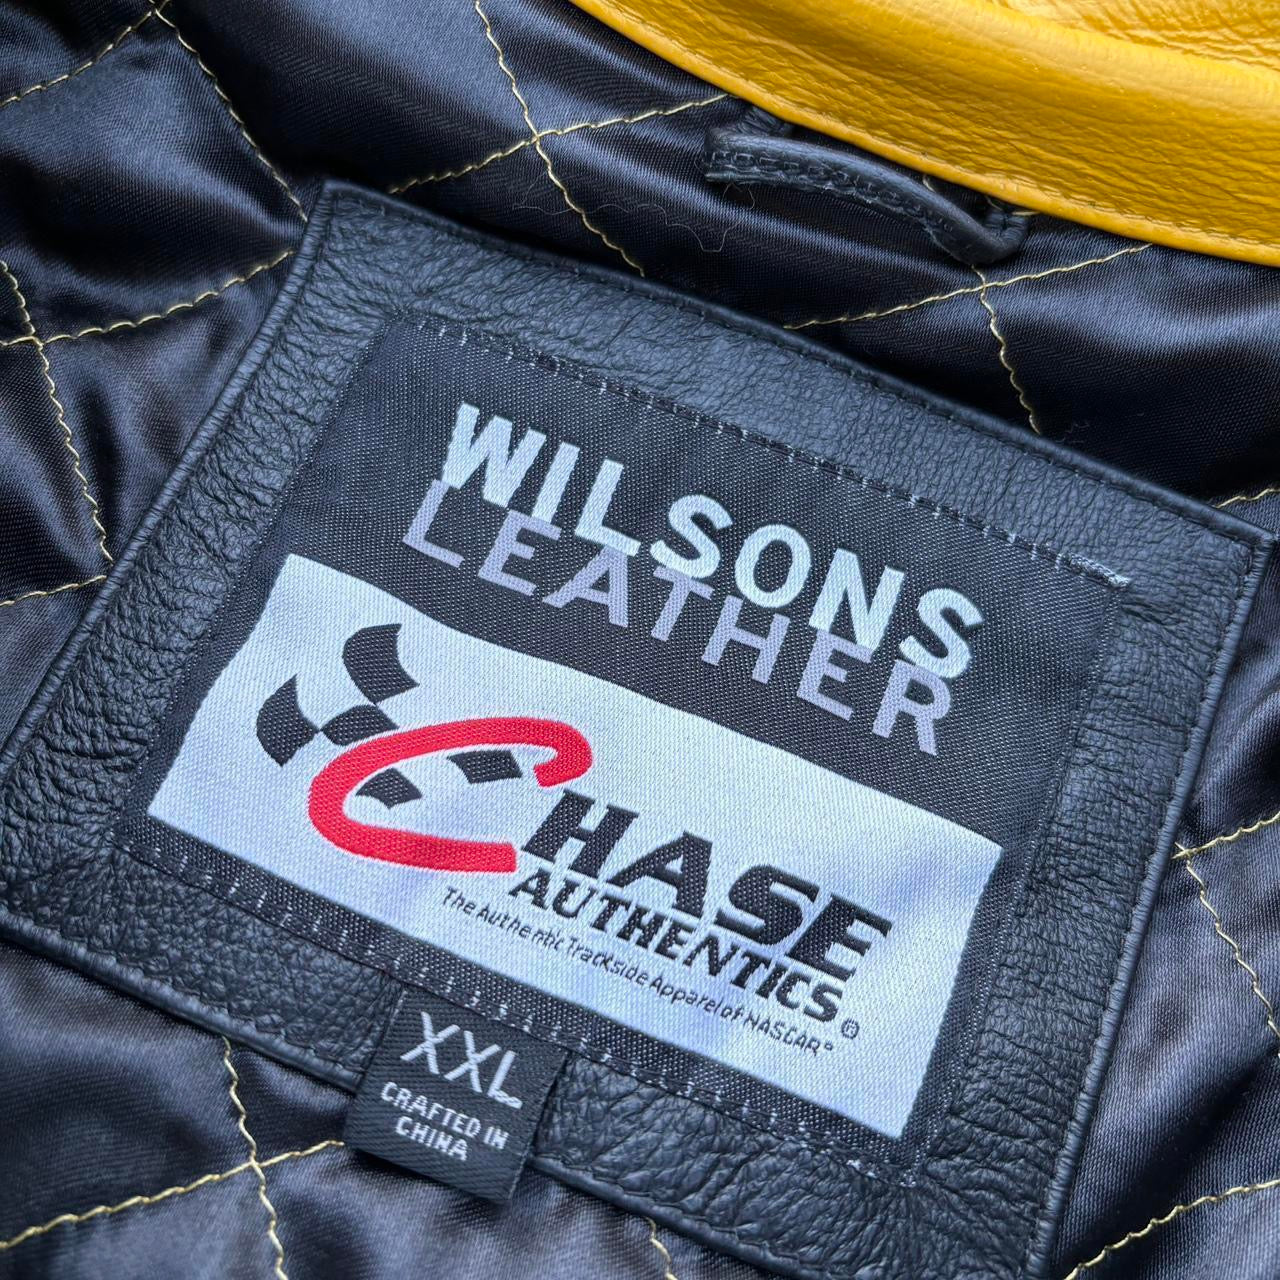 WILSONS
LEATHER
CHASE
AUTHENTICS®
The Authentic Trackside Apparel of NASCAR®
XXL
CRAFTED IN
CHINA